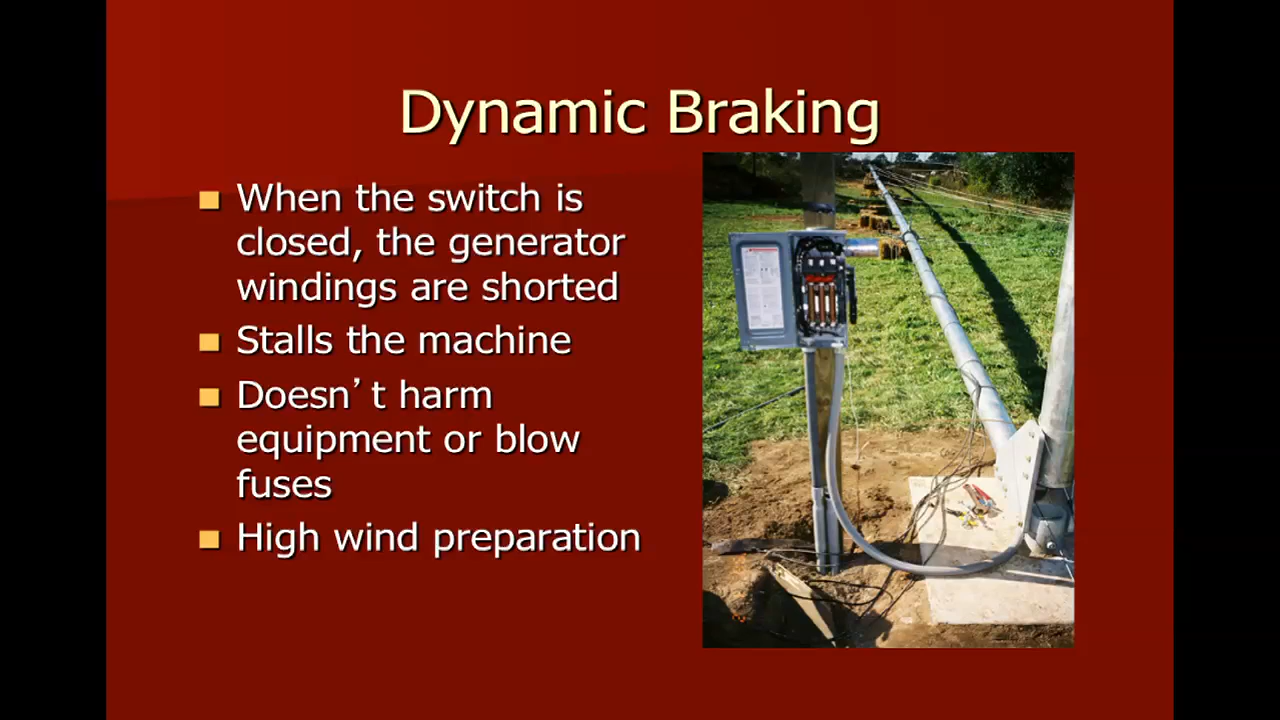 Dynamic Braking
When the switch is
closed, the generator
windings are shorted
Stalls the machine
Doesn’t harm
equipment or blow
fuses
High wind preparation